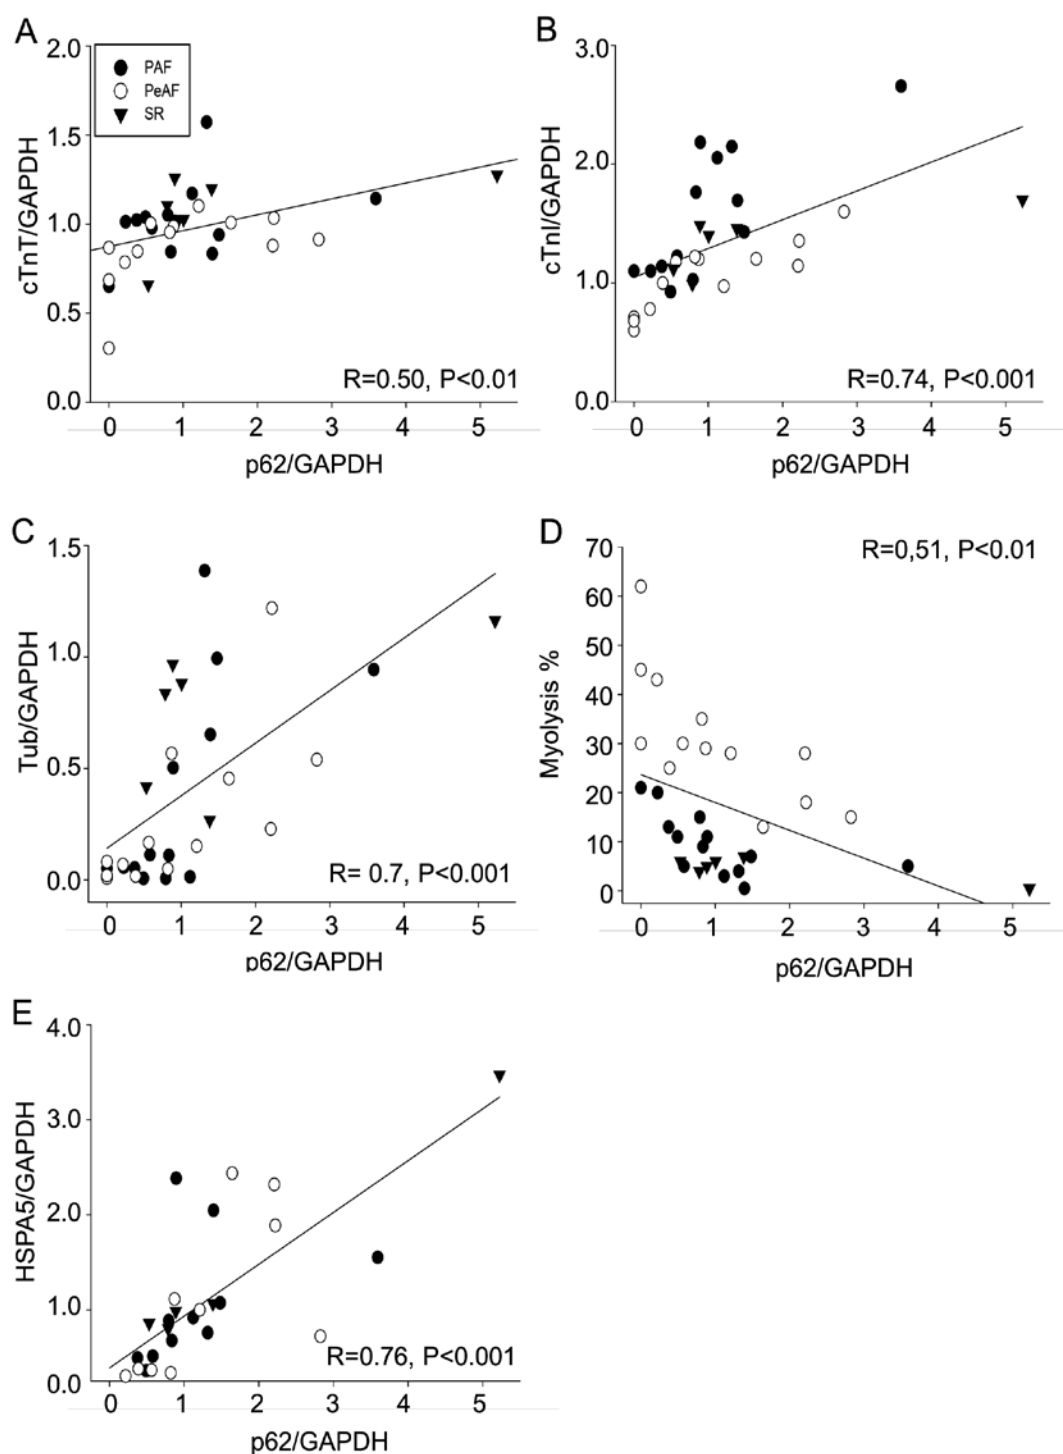 A
2.0
1.5
1.0
0.5
0.0
cTnT/GAPDH
PAF
PeAF
SR
R=0.50, P<0.01
0 1 2 3 4 5
p62/GAPDH
B
3.0
2.0
1.0
0.0
cTnI/GAPDH
R=0.74, P<0.001
0 1 2 3 4 5
p62/GAPDH
C
1.5
1.0
0.5
0.0
Tub/GAPDH
R= 0.7, P<0.001
0 1 2 3 4 5
p62/GAPDH
D
70
60
50
40
30
20
10
0
Myolysis %
R=0,51, P<0.01
0 1 2 3 4 5
p62/GAPDH
E
4.0
3.0
2.0
1.0
0.0
HSPA5/GAPDH
R=0.76, P<0.001
0 1 2 3 4 5
p62/GAPDH